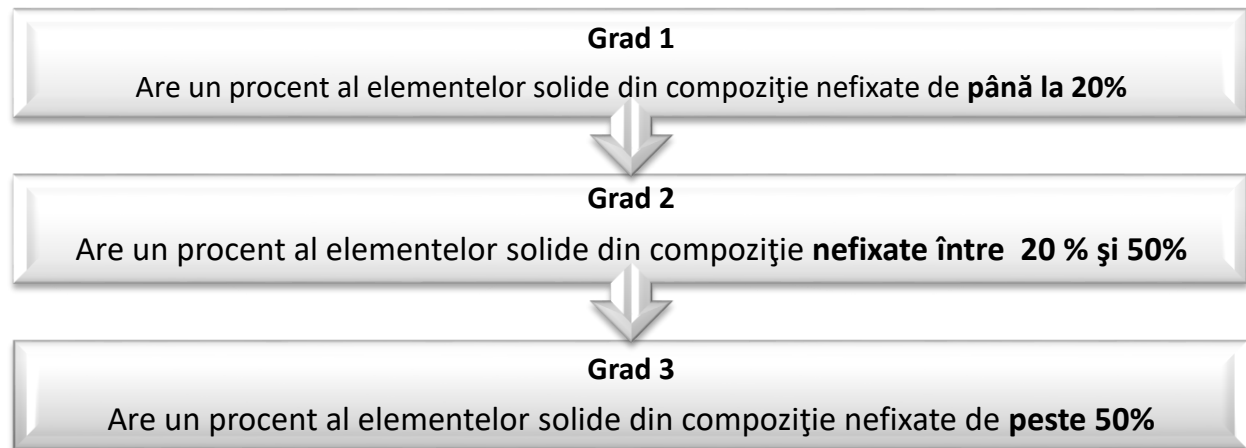 Grad 1
Are un procent al elementelor solide din compoziţie nefixate de până la 20%
Grad 2
Are un procent al elementelor solide din compoziţie nefixate între 20 % şi 50%
Grad 3
Are un procent al elementelor solide din compoziţie nefixate de peste 50%